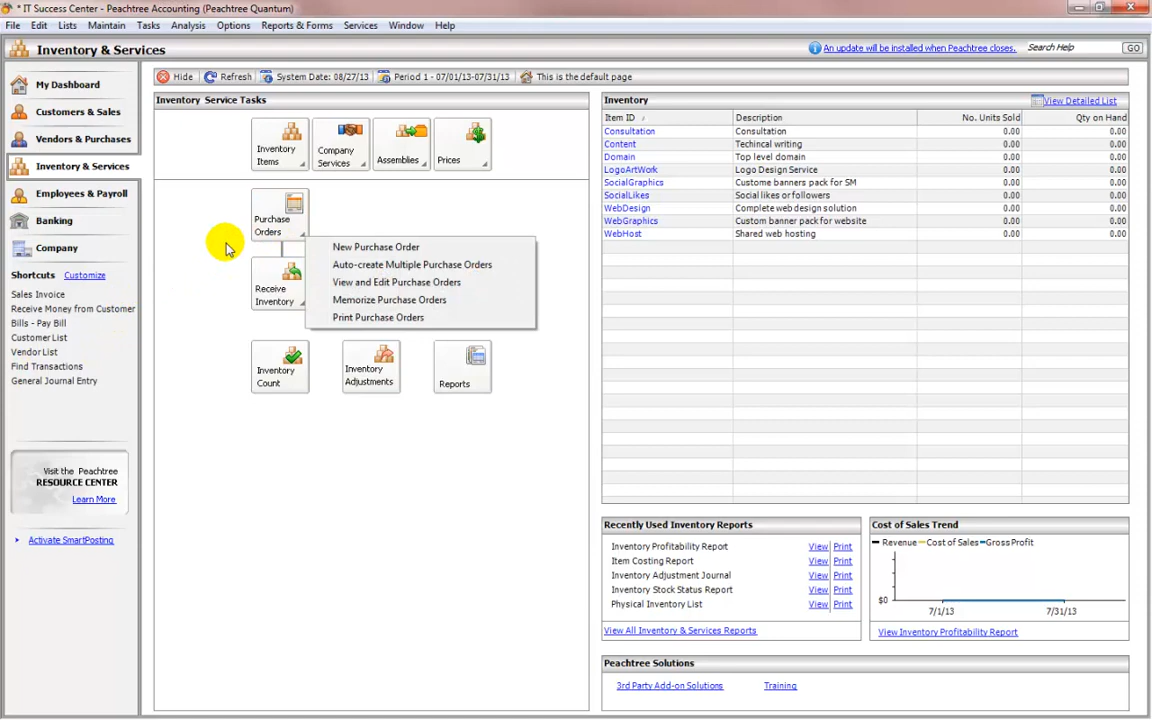 * IT Success Center - Peachtree Accounting (Peachtree Quantum)
File Edit Lists Maintain Tasks Analysis Options Reports & Forms Services Window Help
Inventory & Services
An update will be installed when Peachtree closes.
Search Help
GO
My Dashboard
Customers & Sales
Vendors & Purchases
Inventory & Services
Employees & Payroll
Banking
Company
Shortcuts Customize
Sales Invoice
Receive Money from Customer
Bills - Pay Bill
Customer List
Vendor List
Find Transactions
General Journal Entry
Visit the Peachtree
RESOURCE CENTER
Learn More
Activate SmartPosting
Hide Refresh System Date: 08/27/13 Period 1 - 07/01/13-07/31/13 This is the default page
Inventory Service Tasks
Inventory
Items
Company
Services
Assemblies
Prices
Purchase
Orders
New Purchase Order
Auto-create Multiple Purchase Orders
View and Edit Purchase Orders
Memorize Purchase Orders
Print Purchase Orders
Receive
Inventory
Inventory
Count
Inventory
Adjustments
Reports
Inventory View Detailed List
Item ID / Description No. Units Sold Qty on Hand
Consultation Consultation 0.00 0.00
Content Techincal writing 0.00 0.00
Domain Top level domain 0.00 0.00
LogoArtWork Logo Design Service 0.00 0.00
SocialGraphics Custome banners pack for SM 0.00 0.00
SocialLikes Social likes or followers 0.00 0.00
WebDesign Complete web design solution 0.00 0.00
WebGraphics Custom banner pack for website 0.00 0.00
WebHost Shared web hosting 0.00 0.00
Recently Used Inventory Reports
Inventory Profitability Report View Print
Item Costing Report View Print
Inventory Adjustment Journal View Print
Inventory Stock Status Report View Print
Physical Inventory List View Print
View All Inventory & Services Reports
Cost of Sales Trend
Revenue Cost of Sales Gross Profit
$0
7/1/13 7/31/13
View Inventory Profitability Report
Peachtree Solutions
3rd Party Add-on Solutions Training